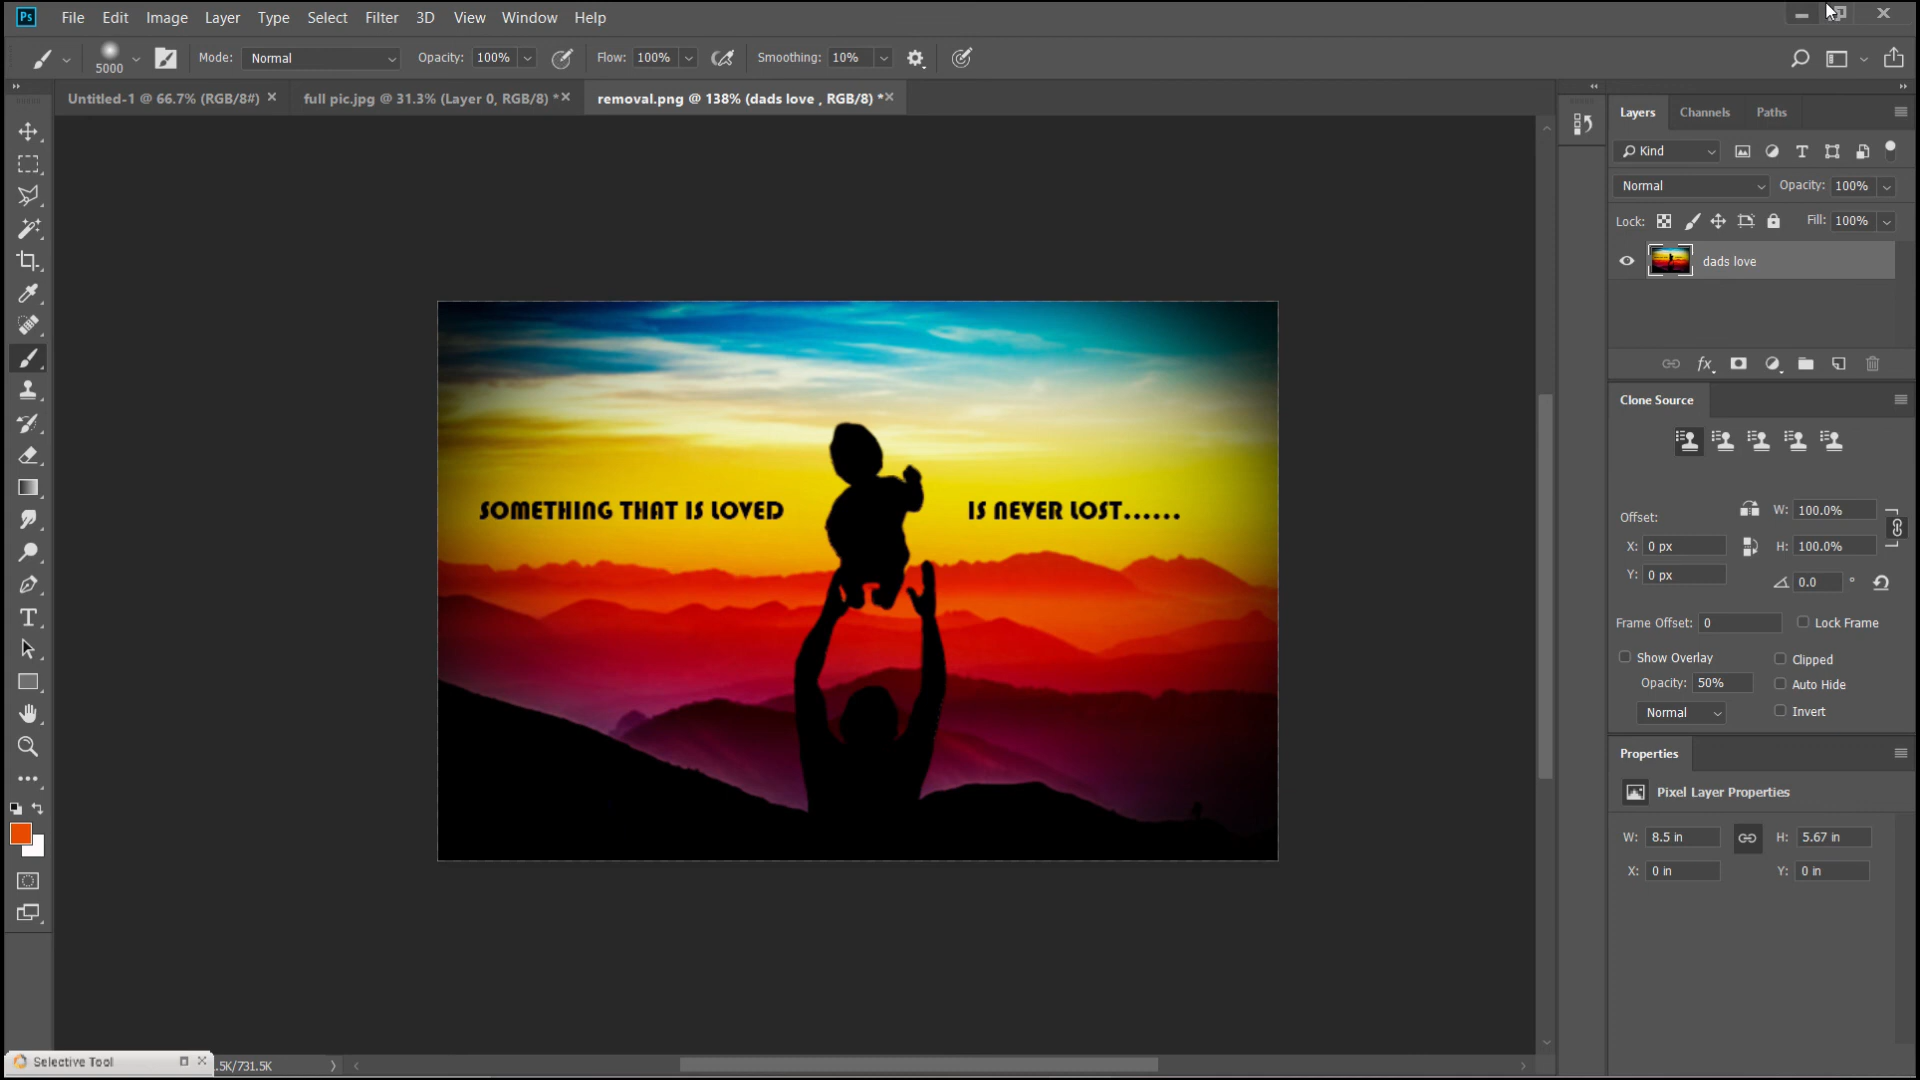 Ps File Edit Image Layer Type Select Filter 3D View Window Help
5000 Mode: Normal Opacity: 100% Flow: 100% Smoothing: 10%
Untitled-1 @ 66.7% (RGB/8#) × full pic.jpg @ 31.3% (Layer 0, RGB/8) * × removal.png @ 138% (dads love , RGB/8) * ×
Layers Channels Paths
Kind
Normal Opacity: 100%
Lock: Fill: 100%
dads love
Clone Source
Offset: W: 100.0%
X: 0 px H: 100.0%
Y: 0 px 0.0 °
Frame Offset: 0 Lock Frame
Show Overlay Clipped
Opacity: 50% Auto Hide
Normal Invert
Properties
Pixel Layer Properties
W: 8.5 in H: 5.67 in
X: 0 in Y: 0 in
SOMETHING THAT IS LOVED IS NEVER LOST......
Selective Tool .5K/731.5K